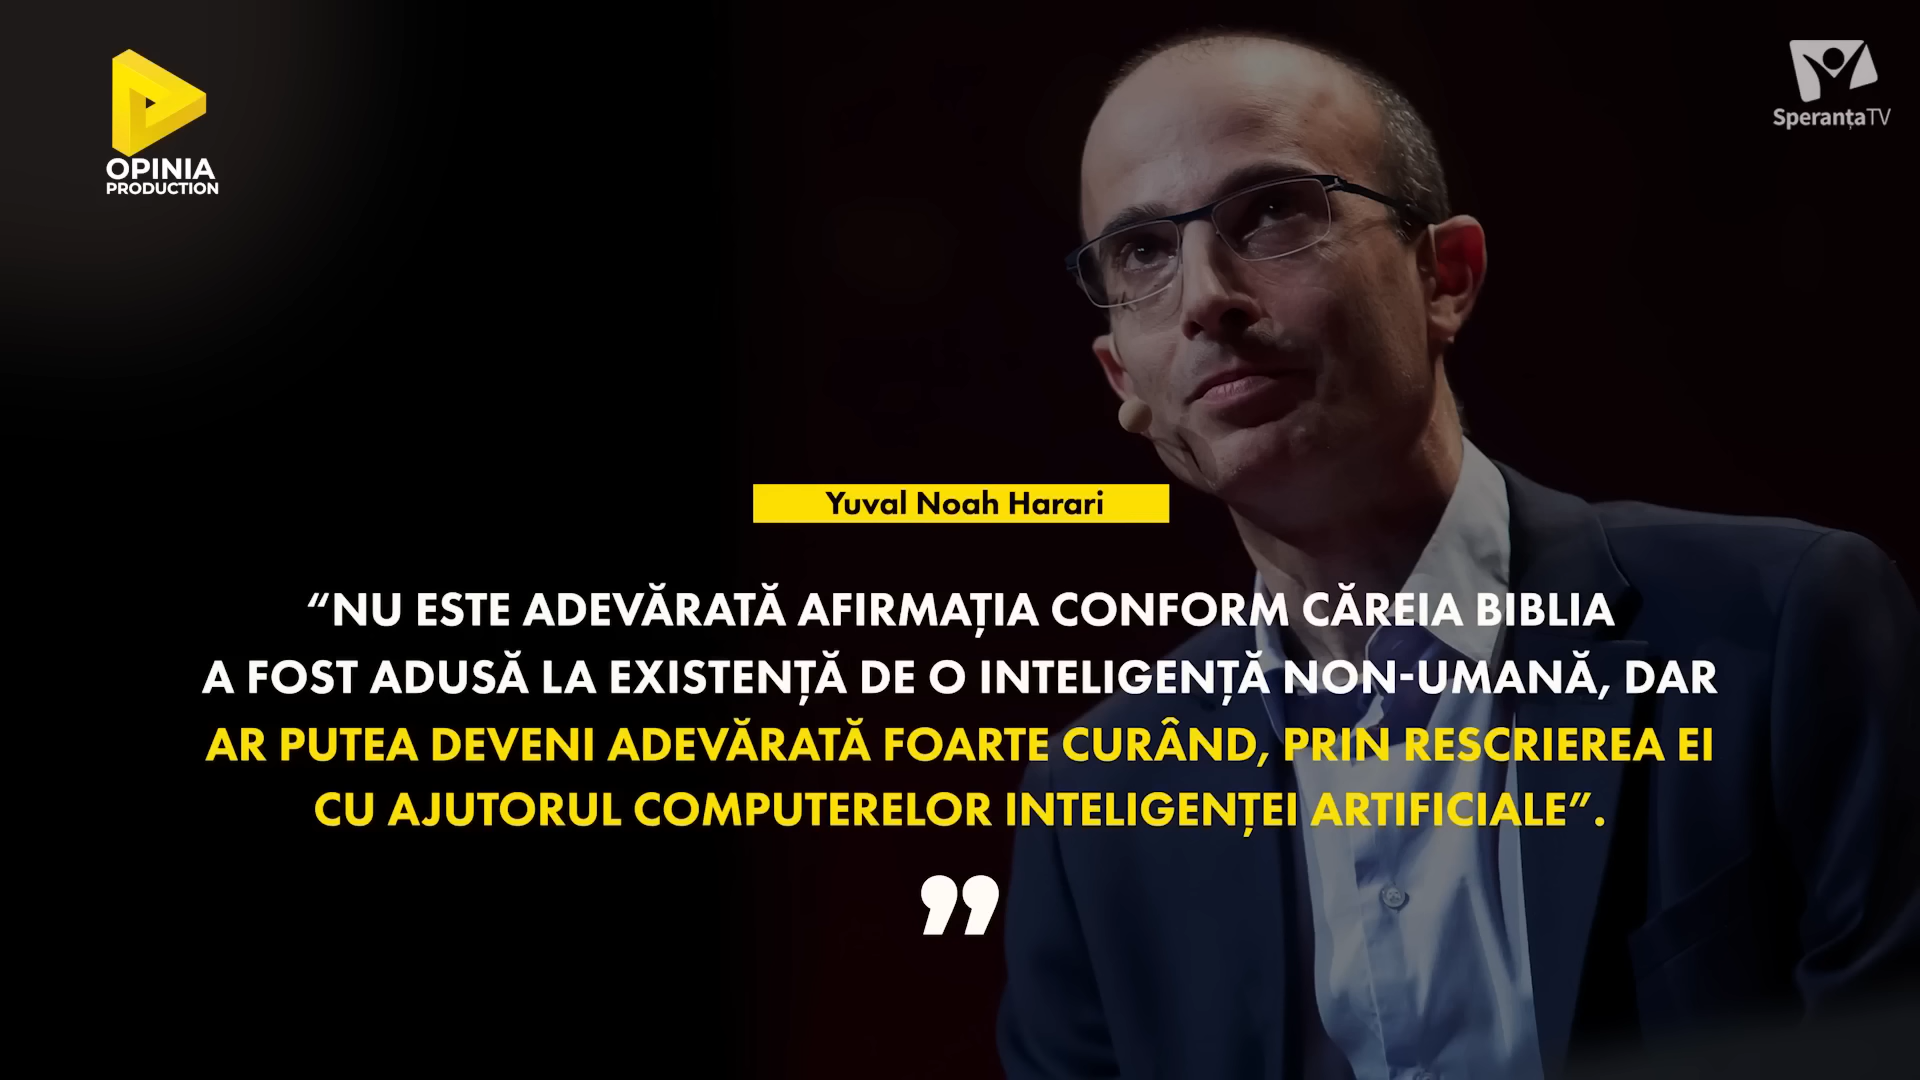 OPINIA
PRODUCTION
SperanțaTV
Yuval Noah Harari
“NU ESTE ADEVĂRATĂ AFIRMAȚIA CONFORM CĂREIA BIBLIA
A FOST ADUSĂ LA EXISTENȚĂ DE O INTELIGENȚĂ NON-UMANĂ, DAR
AR PUTEA DEVENI ADEVĂRATĂ FOARTE CURÂND, PRIN RESCRIEREA EI
CU AJUTORUL COMPUTERELOR INTELIGENȚEI ARTIFICIALE”.
”